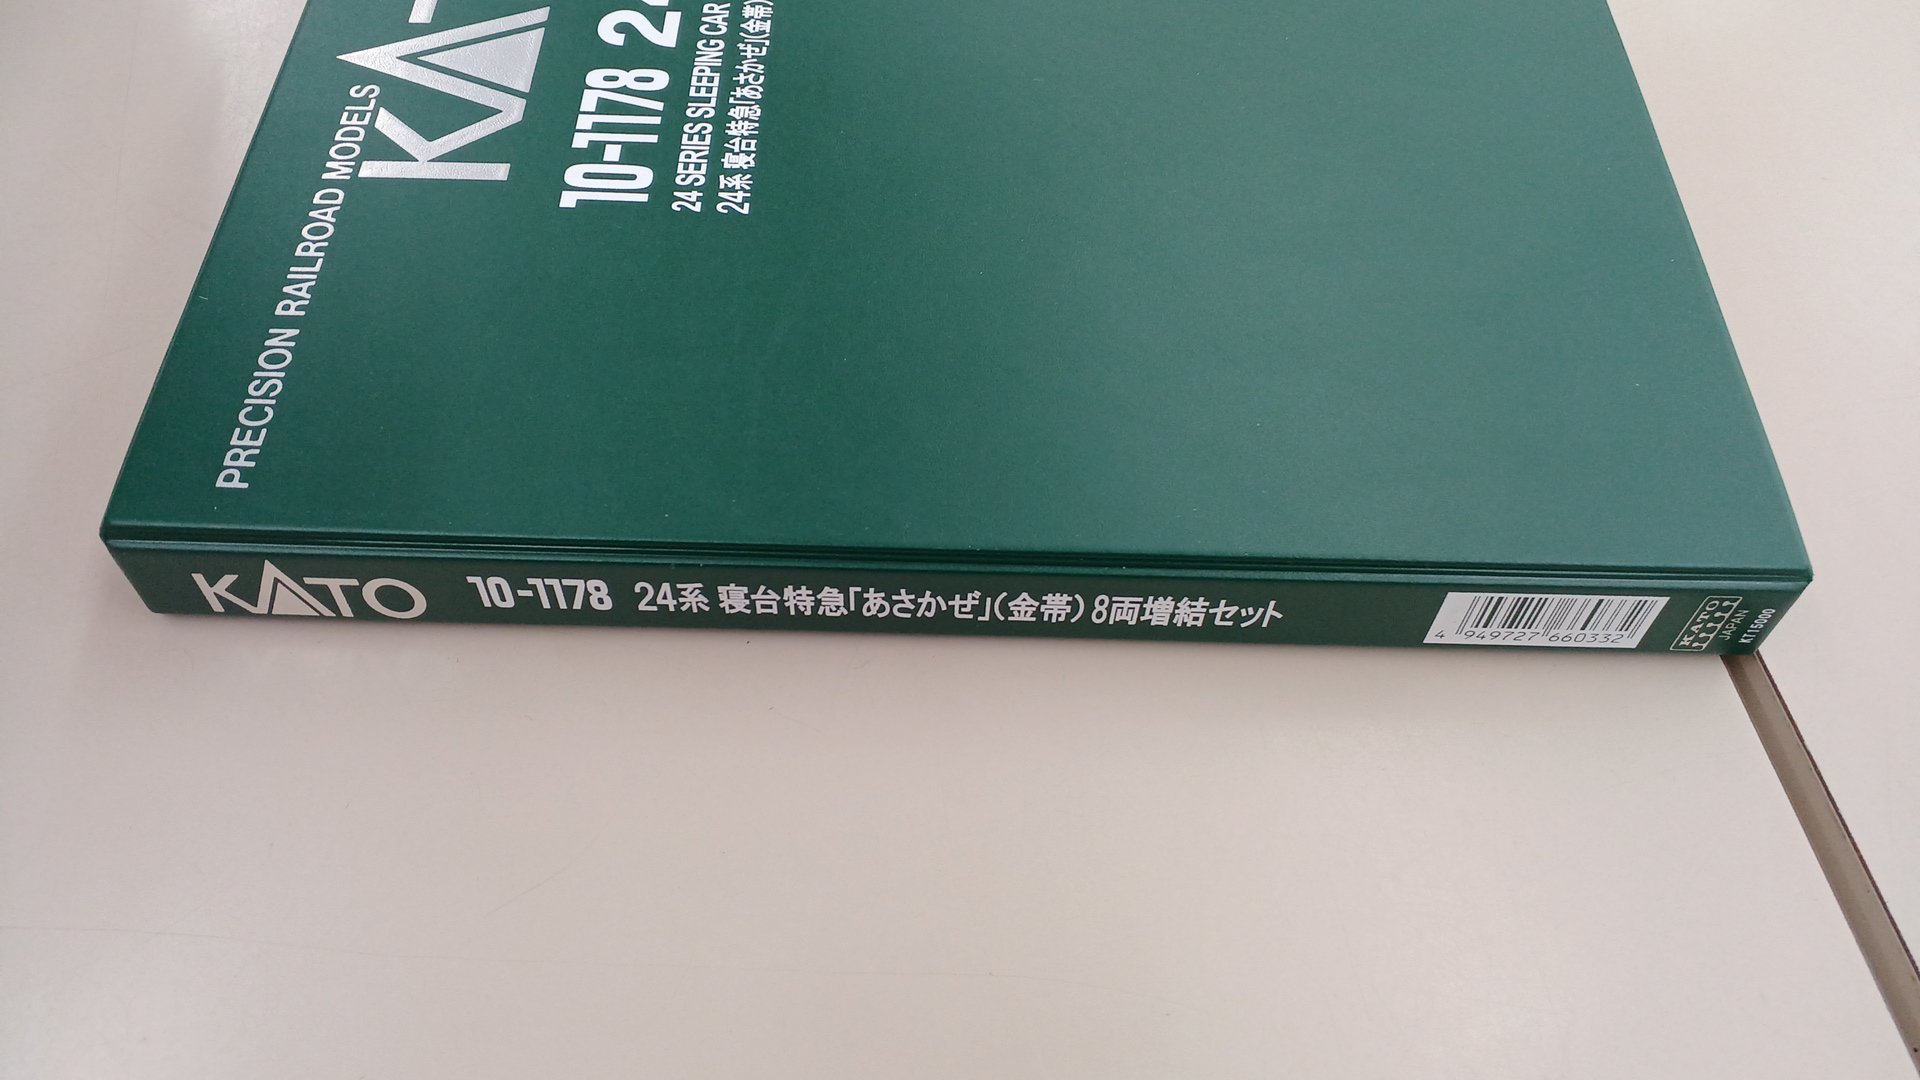 PRECISION RAILROAD MODELS
10-1178
24 SERIES SLEEPING CAR
24系 寝台特急「あさかぜ」(金帯)
KATO 10-1178 24系 寝台特急「あさかぜ」(金帯) 8両増結セット
4 949727 660332
KATO
JAPAN
KT15000